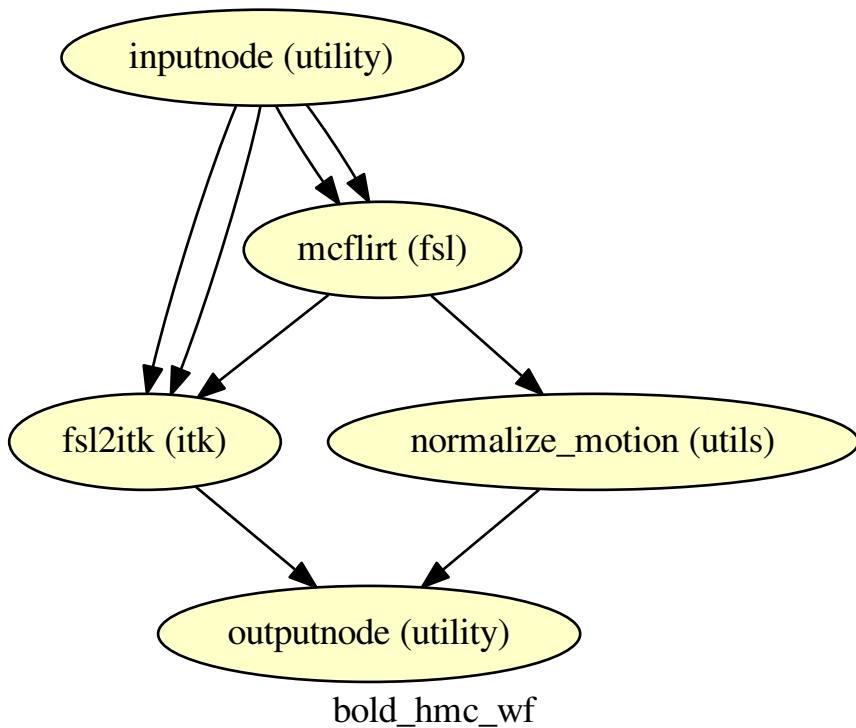 inputnode (utility)
mcflirt (fsl)
fsl2itk (itk)
normalize_motion (utils)
outputnode (utility)
bold_hmc_wf